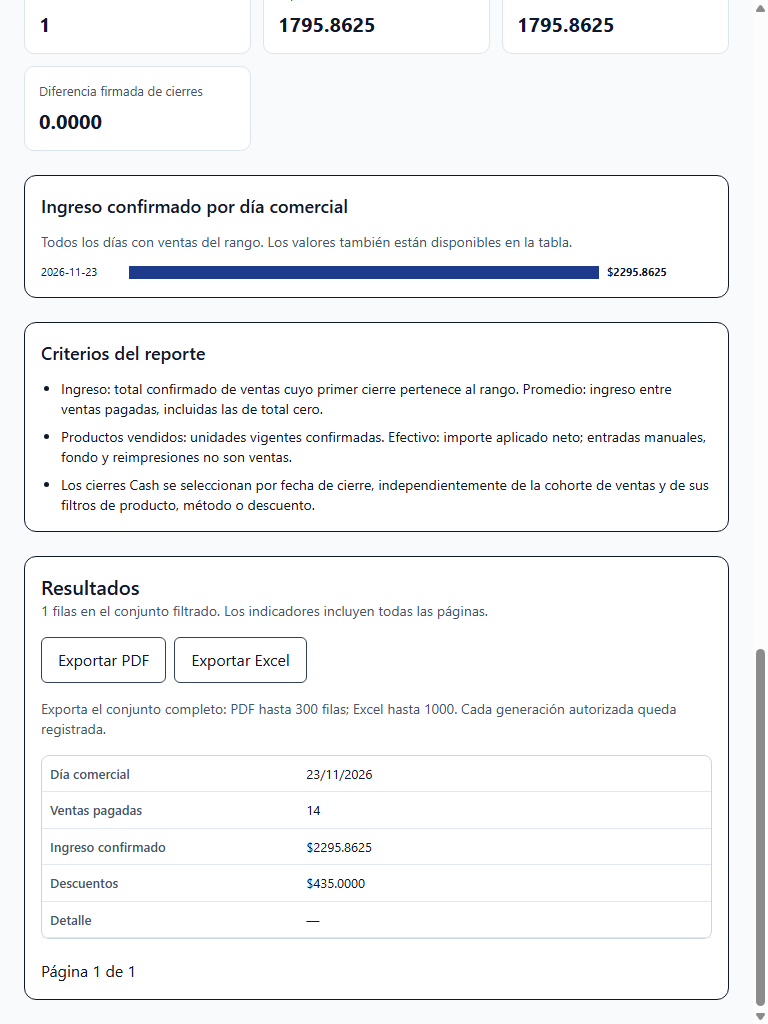 1
1795.8625
1795.8625
Diferencia firmada de cierres
0.0000
Ingreso confirmado por día comercial
Todos los días con ventas del rango. Los valores también están disponibles en la tabla.
2026-11-23
$2295.8625
Criterios del reporte
• Ingreso: total confirmado de ventas cuyo primer cierre pertenece al rango. Promedio: ingreso entre
ventas pagadas, incluidas las de total cero.
• Productos vendidos: unidades vigentes confirmadas. Efectivo: importe aplicado neto; entradas manuales,
fondo y reimpresiones no son ventas.
• Los cierres Cash se seleccionan por fecha de cierre, independientemente de la cohorte de ventas y de sus
filtros de producto, método o descuento.
Resultados
1 filas en el conjunto filtrado. Los indicadores incluyen todas las páginas.
Exportar PDF
Exportar Excel
Exporta el conjunto completo: PDF hasta 300 filas; Excel hasta 1000. Cada generación autorizada queda
registrada.
Día comercial 23/11/2026
Ventas pagadas 14
Ingreso confirmado $2295.8625
Descuentos $435.0000
Detalle —
Página 1 de 1